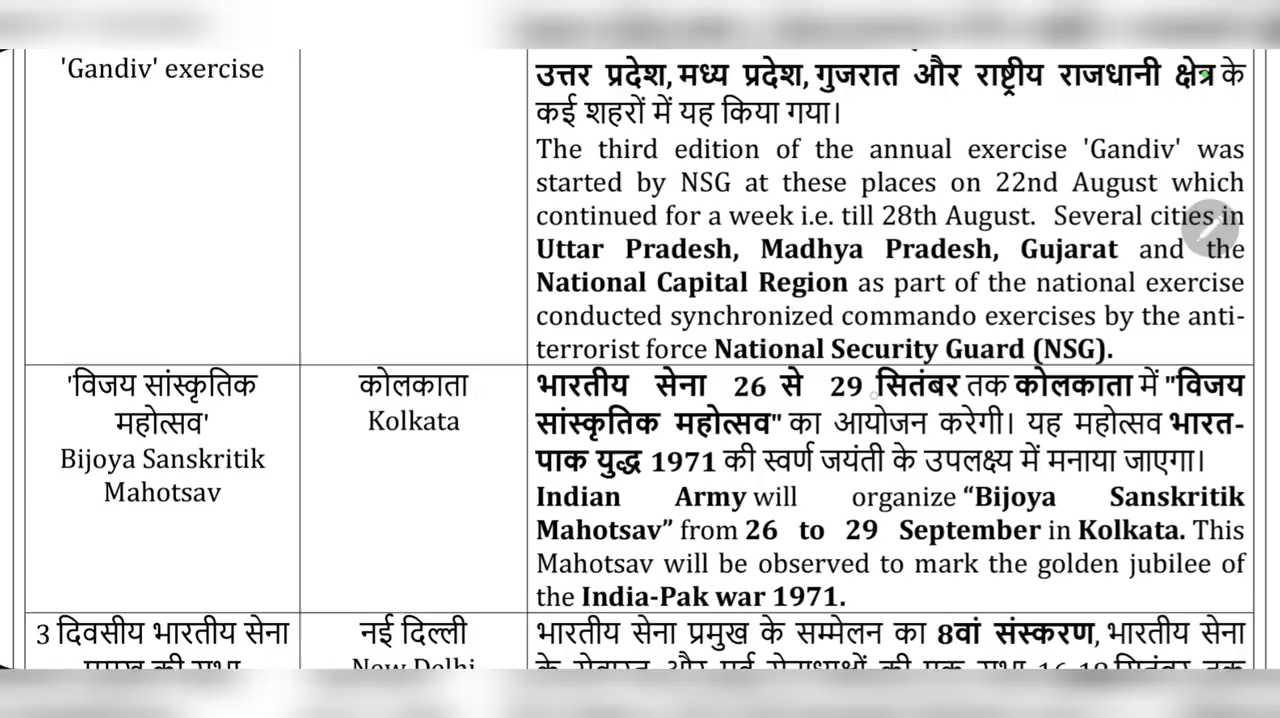 'Gandiv' exercise
उत्तर प्रदेश, मध्य प्रदेश, गुजरात और राष्ट्रीय राजधानी क्षेत्र के
कई शहरों में यह किया गया।
The third edition of the annual exercise 'Gandiv' was
started by NSG at these places on 22nd August which
continued for a week i.e. till 28th August. Several cities in
Uttar Pradesh, Madhya Pradesh, Gujarat and the
National Capital Region as part of the national exercise
conducted synchronized commando exercises by the anti-
terrorist force National Security Guard (NSG).
'विजय सांस्कृतिक
महोत्सव'
Bijoya Sanskritik
Mahotsav
कोलकाता
Kolkata
भारतीय सेना 26 से 29 सितंबर तक कोलकाता में "विजय
सांस्कृतिक महोत्सव" का आयोजन करेगी। यह महोत्सव भारत-
पाक युद्ध 1971 की स्वर्ण जयंती के उपलक्ष्य में मनाया जाएगा।
Indian Army will organize “Bijoya Sanskritik
Mahotsav” from 26 to 29 September in Kolkata. This
Mahotsav will be observed to mark the golden jubilee of
the India-Pak war 1971.
3 दिवसीय भारतीय सेना
नई दिल्ली
New Delhi
भारतीय सेना प्रमुख के सम्मेलन का 8वां संस्करण, भारतीय सेना